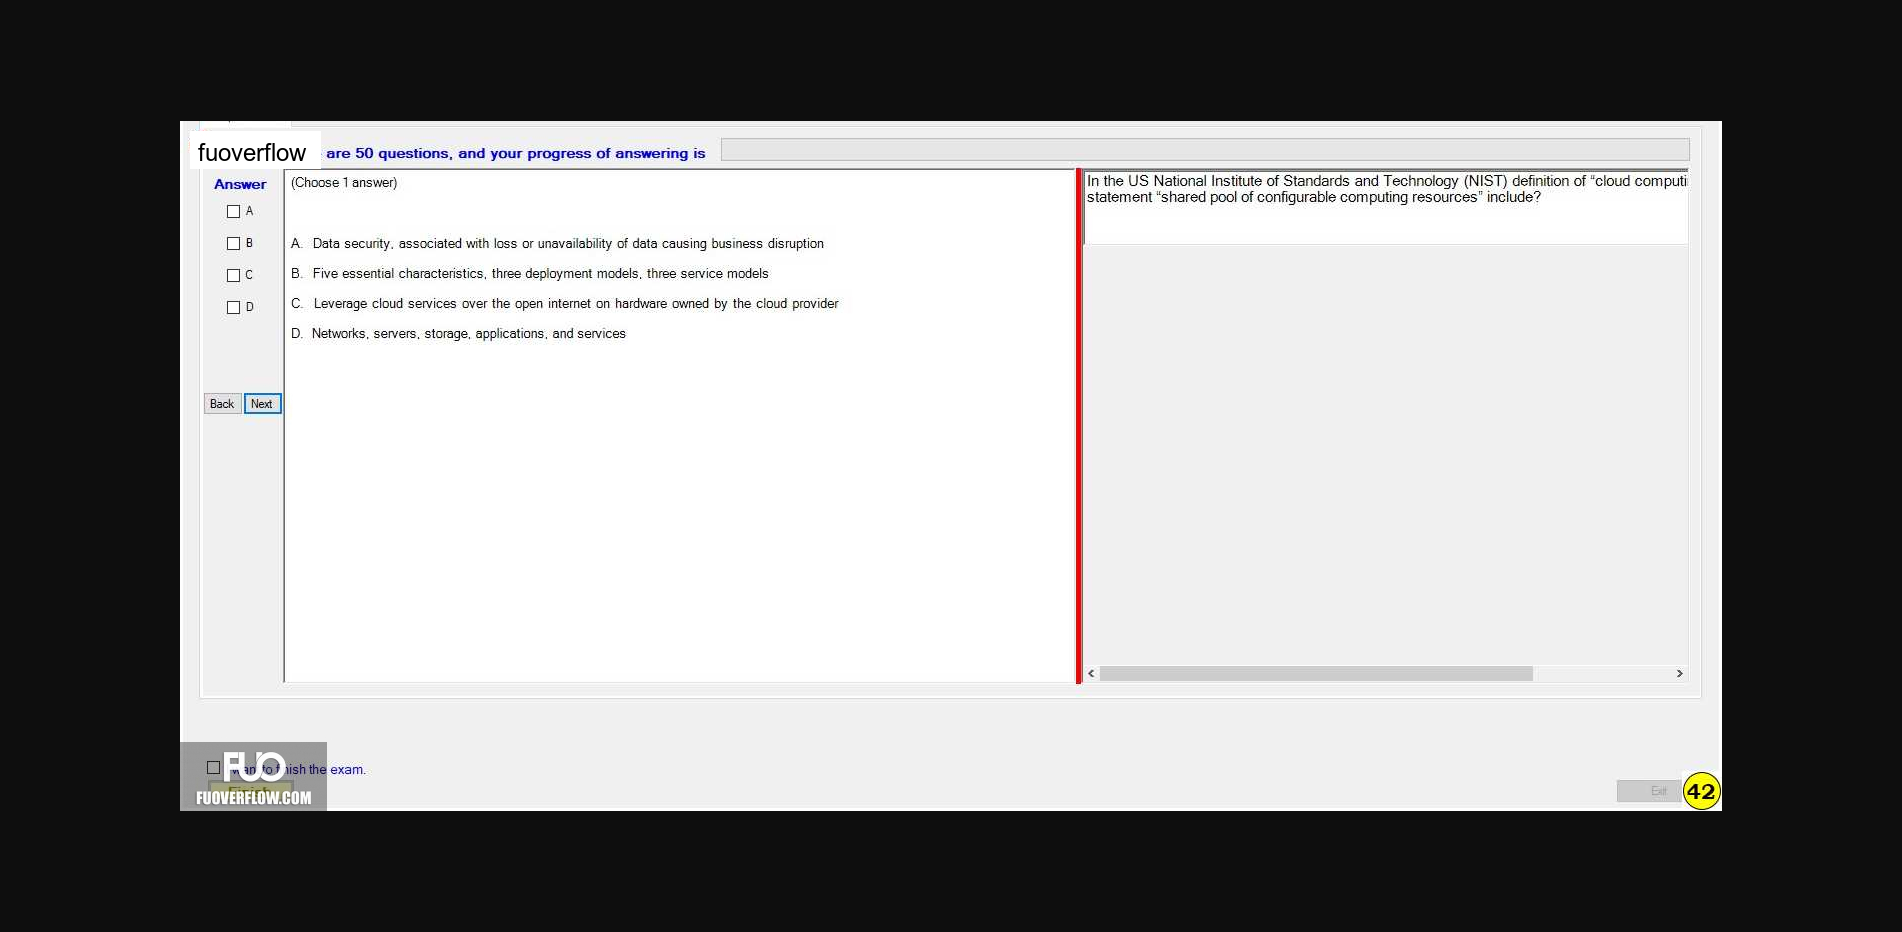 fuoverflow are 50 questions, and your progress of answering is
Answer
A
B
C
D
Back Next
(Choose 1 answer)
A. Data security, associated with loss or unavailability of data causing business disruption
B. Five essential characteristics, three deployment models, three service models
C. Leverage cloud services over the open internet on hardware owned by the cloud provider
D. Networks, servers, storage, applications, and services
In the US National Institute of Standards and Technology (NIST) definition of “cloud computi
statement “shared pool of configurable computing resources” include?
FUO
want to finish the exam.
Finish
FUOVERFLOW.COM
Exit
42